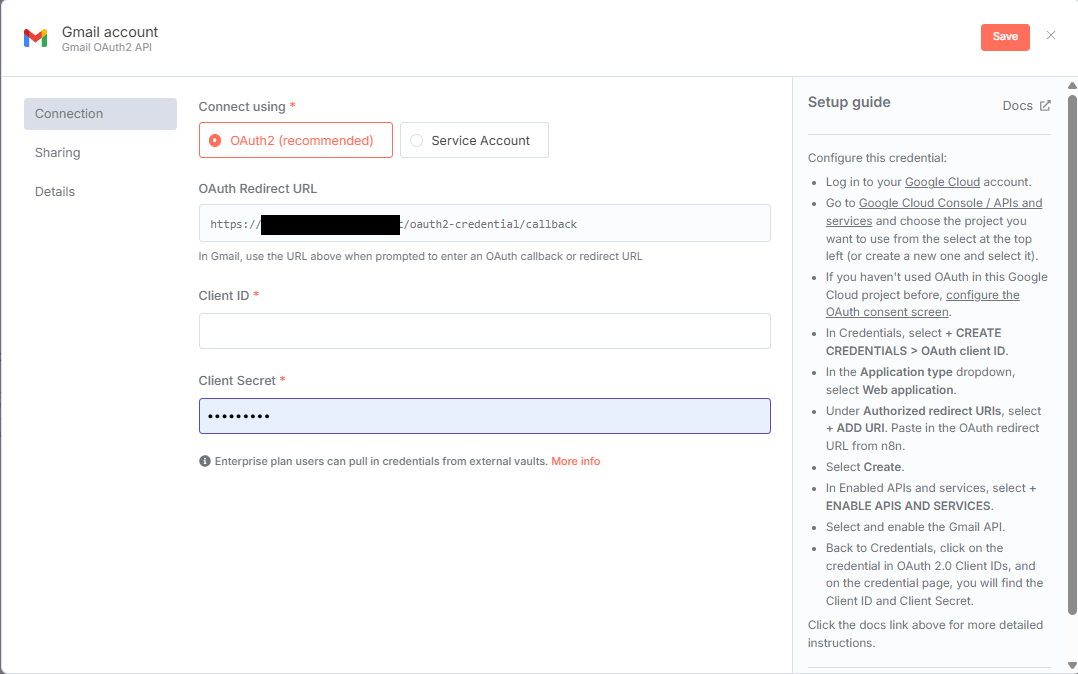 Gmail account
Gmail OAuth2 API
Save
Connection
Sharing
Details
Connect using *
OAuth2 (recommended)
Service Account
OAuth Redirect URL
https:// /oauth2-credential/callback
In Gmail, use the URL above when prompted to enter an OAuth callback or redirect URL
Client ID *
Client Secret *
•••••••••
Enterprise plan users can pull in credentials from external vaults. More info
Setup guide
Docs
Configure this credential:
• Log in to your Google Cloud account.
• Go to Google Cloud Console / APIs and
services and choose the project you
want to use from the select at the top
left (or create a new one and select it).
• If you haven't used OAuth in this Google
Cloud project before, configure the
OAuth consent screen.
• In Credentials, select + CREATE
CREDENTIALS > OAuth client ID.
• In the Application type dropdown,
select Web application.
• Under Authorized redirect URIs, select
+ ADD URI. Paste in the OAuth redirect
URL from n8n.
• Select Create.
• In Enabled APIs and services, select +
ENABLE APIS AND SERVICES.
• Select and enable the Gmail API.
• Back to Credentials, click on the
credential in OAuth 2.0 Client IDs, and
on the credential page, you will find the
Client ID and Client Secret.
Click the docs link above for more detailed
instructions.